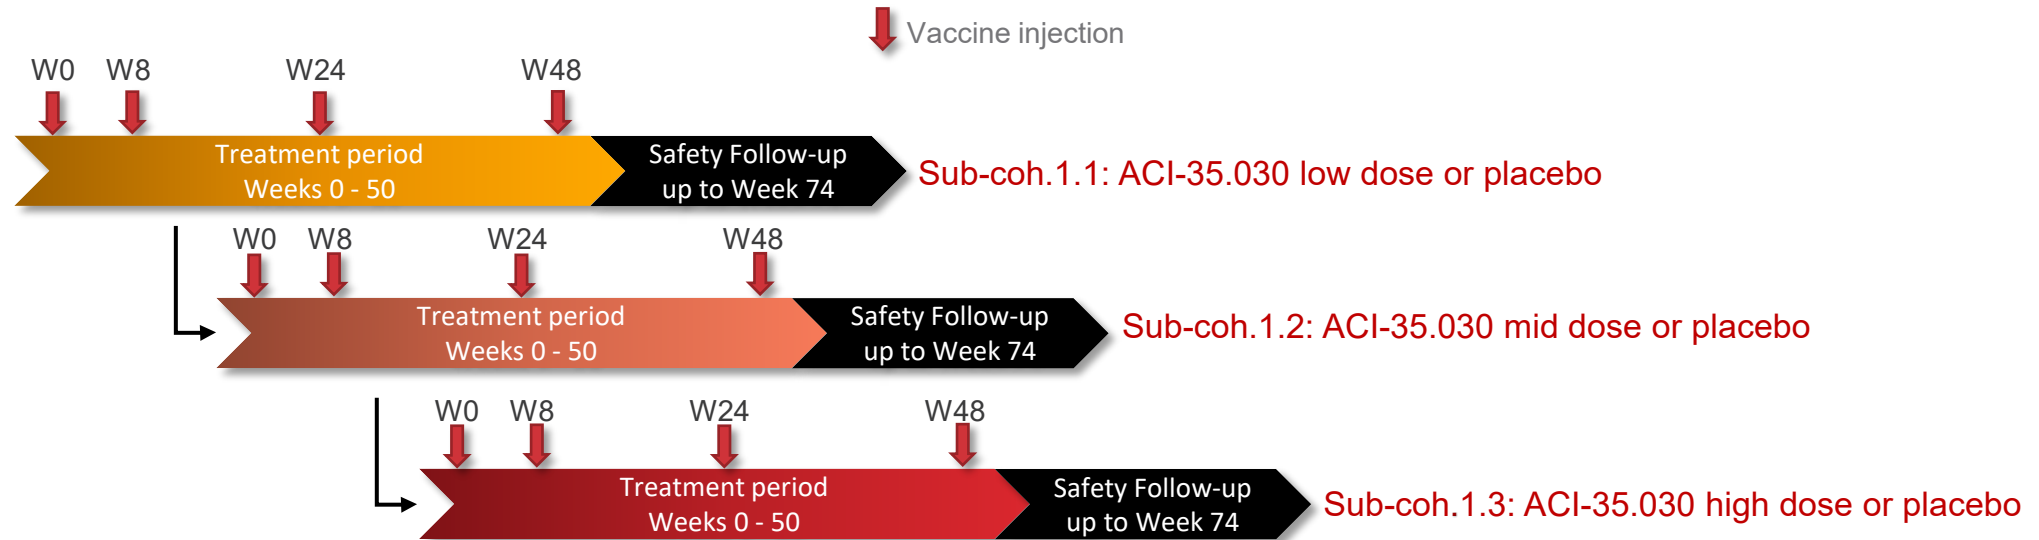 Vaccine injection
W0 W8 W24 W48
Treatment period
Weeks 0 - 50
Safety Follow-up
up to Week 74
Sub-coh.1.1: ACI-35.030 low dose or placebo
W0 W8 W24 W48
Treatment period
Weeks 0 - 50
Safety Follow-up
up to Week 74
Sub-coh.1.2: ACI-35.030 mid dose or placebo
W0 W8 W24 W48
Treatment period
Weeks 0 - 50
Safety Follow-up
up to Week 74
Sub-coh.1.3: ACI-35.030 high dose or placebo